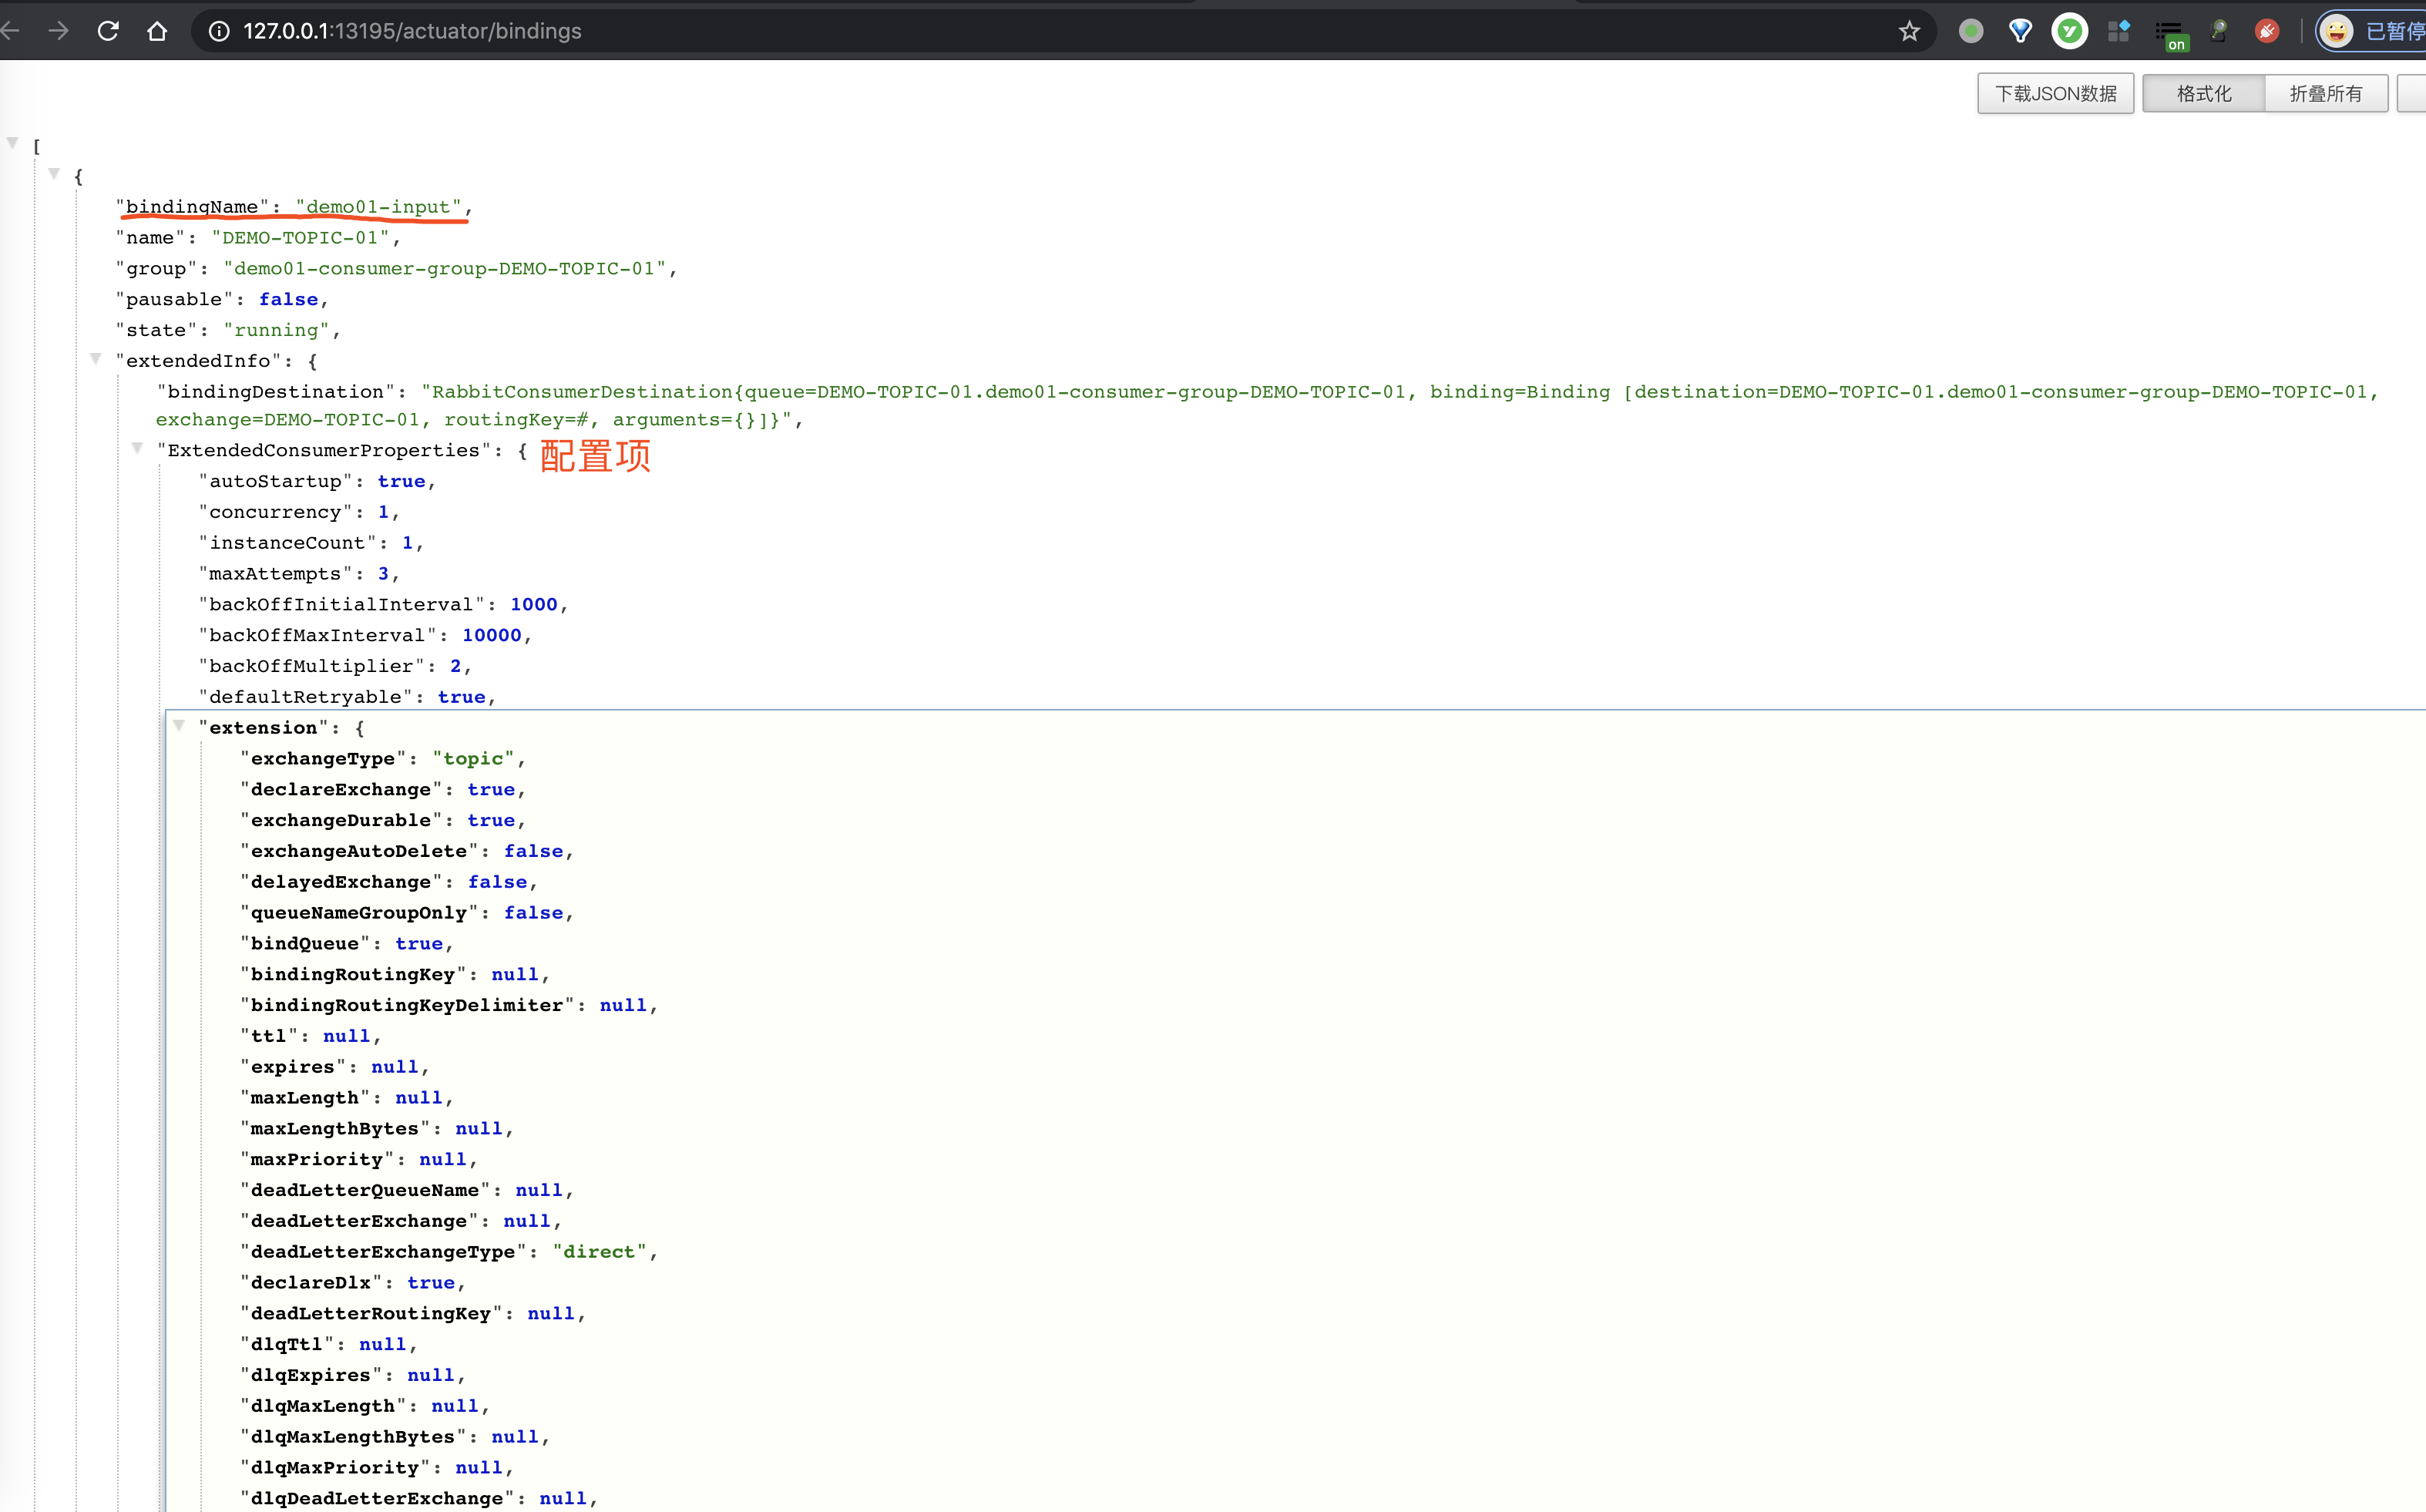 127.0.0.1:13195/actuator/bindings
on
已暂停
下载JSON数据
格式化
折叠所有
[
{
"bindingName": "demo01-input",
"name": "DEMO-TOPIC-01",
"group": "demo01-consumer-group-DEMO-TOPIC-01",
"pausable": false,
"state": "running",
"extendedInfo": {
"bindingDestination": "RabbitConsumerDestination{queue=DEMO-TOPIC-01.demo01-consumer-group-DEMO-TOPIC-01, binding=Binding [destination=DEMO-TOPIC-01.demo01-consumer-group-DEMO-TOPIC-01,
exchange=DEMO-TOPIC-01, routingKey=#, arguments={}]}",
"ExtendedConsumerProperties": { 配置项
"autoStartup": true,
"concurrency": 1,
"instanceCount": 1,
"maxAttempts": 3,
"backOffInitialInterval": 1000,
"backOffMaxInterval": 10000,
"backOffMultiplier": 2,
"defaultRetryable": true,
"extension": {
"exchangeType": "topic",
"declareExchange": true,
"exchangeDurable": true,
"exchangeAutoDelete": false,
"delayedExchange": false,
"queueNameGroupOnly": false,
"bindQueue": true,
"bindingRoutingKey": null,
"bindingRoutingKeyDelimiter": null,
"ttl": null,
"expires": null,
"maxLength": null,
"maxLengthBytes": null,
"maxPriority": null,
"deadLetterQueueName": null,
"deadLetterExchange": null,
"deadLetterExchangeType": "direct",
"declareDlx": true,
"deadLetterRoutingKey": null,
"dlqTtl": null,
"dlqExpires": null,
"dlqMaxLength": null,
"dlqMaxLengthBytes": null,
"dlqMaxPriority": null,
"dlqDeadLetterExchange": null,